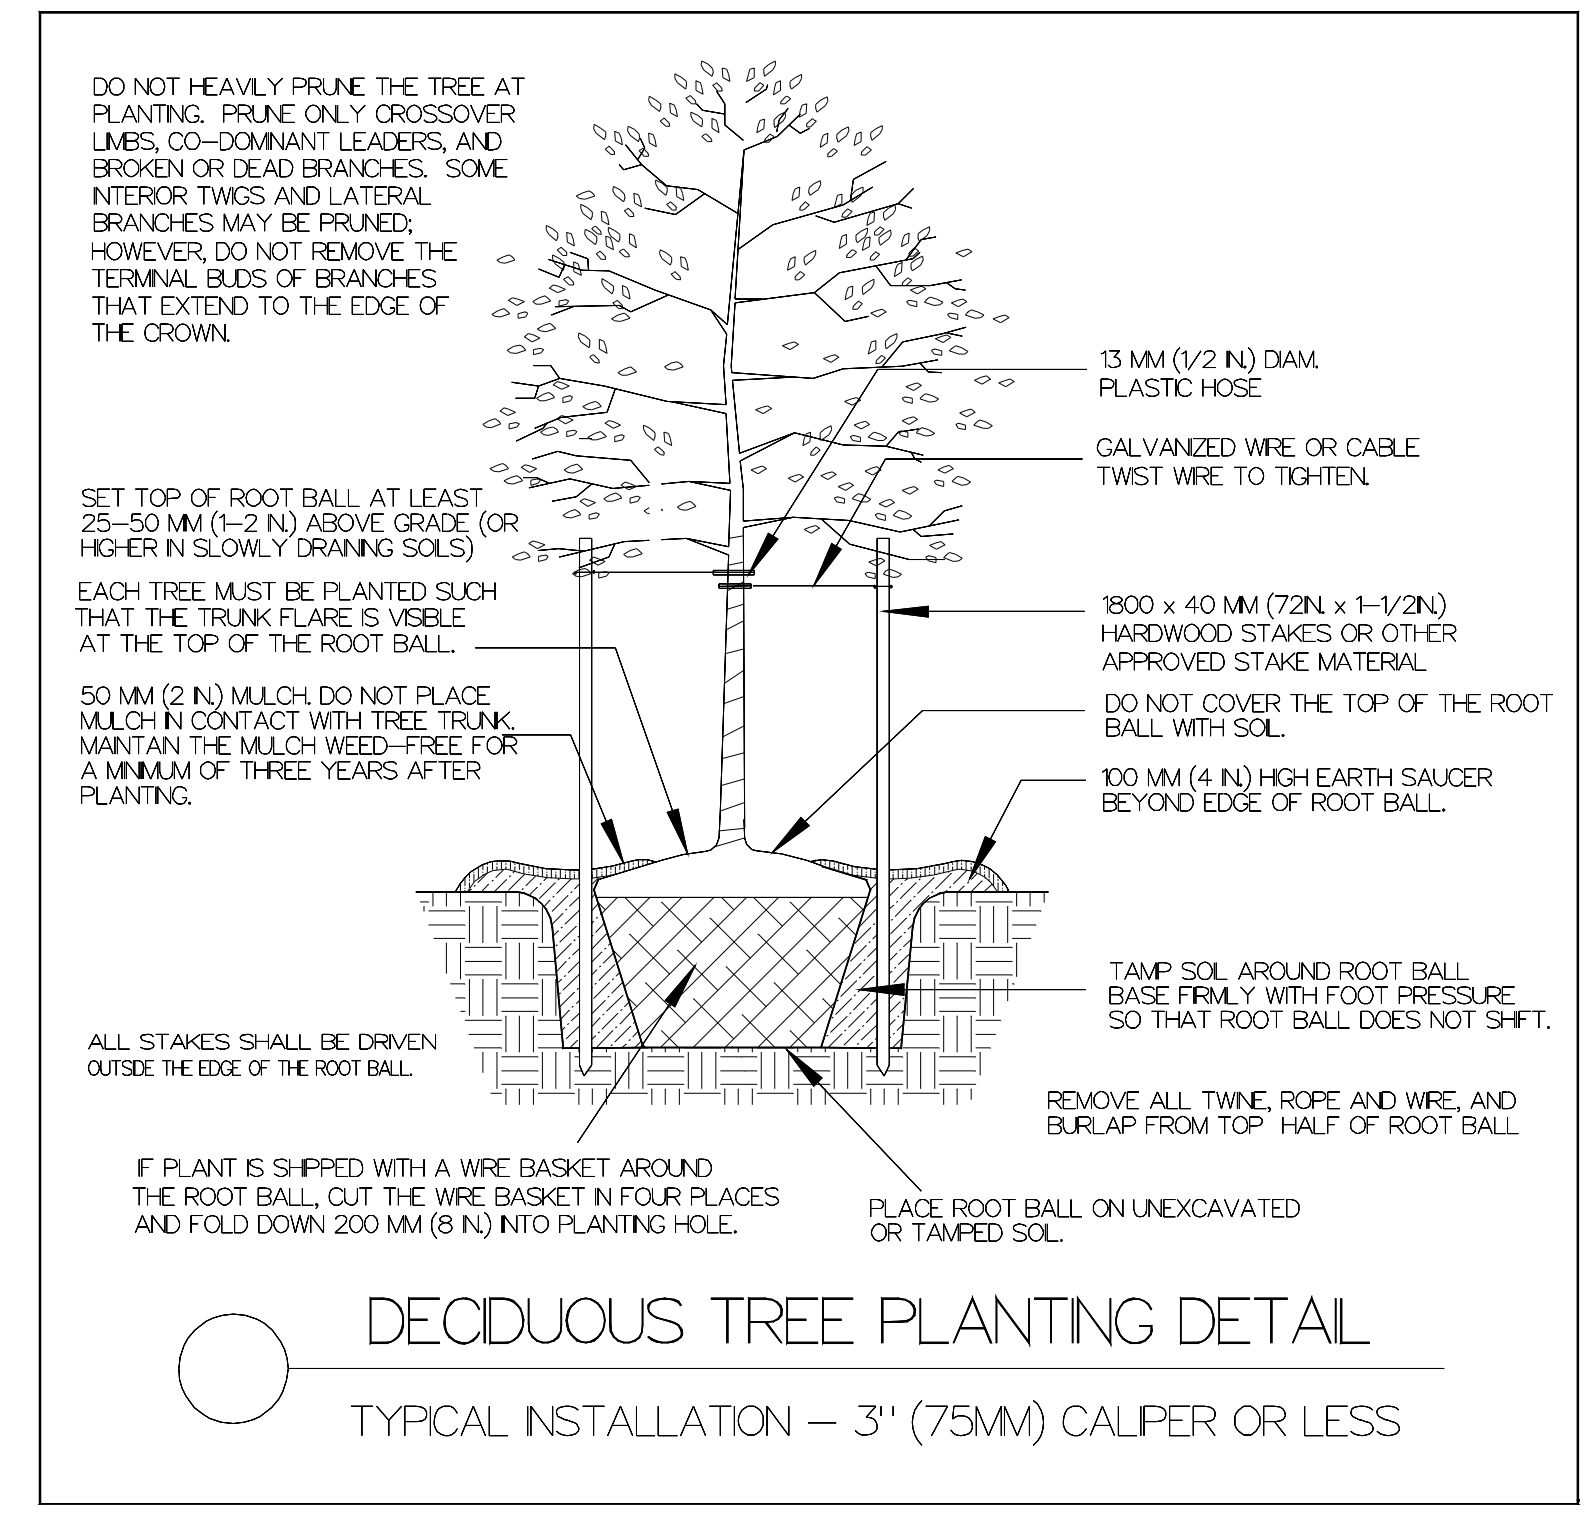 DO NOT HEAVILY PRUNE THE TREE AT
PLANTING. PRUNE ONLY CROSSOVER
LIMBS, CO-DOMINANT LEADERS, AND
BROKEN OR DEAD BRANCHES. SOME
INTERIOR TWIGS AND LATERAL
BRANCHES MAY BE PRUNED;
HOWEVER, DO NOT REMOVE THE
TERMINAL BUDS OF BRANCHES
THAT EXTEND TO THE EDGE OF
THE CROWN.
13 MM (1/2 IN.) DIAM.
PLASTIC HOSE
GALVANIZED WIRE OR CABLE
TWIST WIRE TO TIGHTEN.
SET TOP OF ROOT BALL AT LEAST
25-50 MM (1-2 IN.) ABOVE GRADE (OR
HIGHER IN SLOWLY DRAINING SOILS)
EACH TREE MUST BE PLANTED SUCH
THAT THE TRUNK FLARE IS VISIBLE
AT THE TOP OF THE ROOT BALL.
1800 x 40 MM (72IN. x 1-1/2IN.)
HARDWOOD STAKES OR OTHER
APPROVED STAKE MATERIAL
50 MM (2 IN.) MULCH. DO NOT PLACE
MULCH IN CONTACT WITH TREE TRUNK.
MAINTAIN THE MULCH WEED-FREE FOR
A MINIMUM OF THREE YEARS AFTER
PLANTING.
DO NOT COVER THE TOP OF THE ROOT
BALL WITH SOIL.
100 MM (4 IN.) HIGH EARTH SAUCER
BEYOND EDGE OF ROOT BALL.
TAMP SOIL AROUND ROOT BALL
BASE FIRMLY WITH FOOT PRESSURE
SO THAT ROOT BALL DOES NOT SHIFT.
ALL STAKES SHALL BE DRIVEN
OUTSIDE THE EDGE OF THE ROOT BALL.
REMOVE ALL TWINE, ROPE AND WIRE, AND
BURLAP FROM TOP HALF OF ROOT BALL
IF PLANT IS SHIPPED WITH A WIRE BASKET AROUND
THE ROOT BALL, CUT THE WIRE BASKET IN FOUR PLACES
AND FOLD DOWN 200 MM (8 IN.) INTO PLANTING HOLE.
PLACE ROOT BALL ON UNEXCAVATED
OR TAMPED SOIL.
DECIDUOUS TREE PLANTING DETAIL
TYPICAL INSTALLATION - 3" (75MM) CALIPER OR LESS